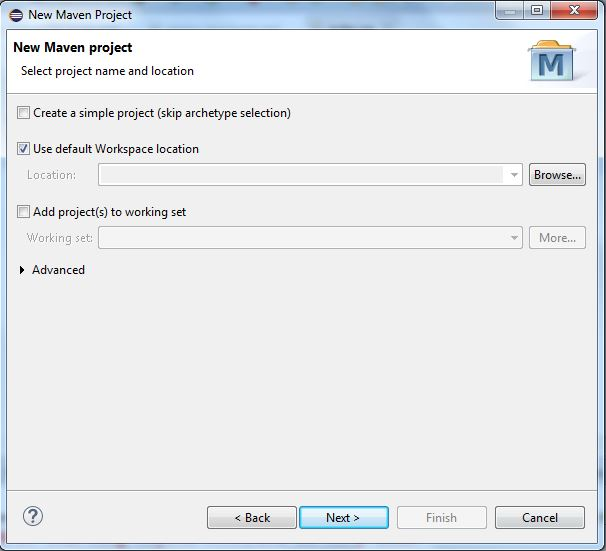 New Maven Project
New Maven project
Select project name and location
M
Create a simple project (skip archetype selection)
Use default Workspace location
Location:
Browse...
Add project(s) to working set
Working set:
More...
Advanced
?
< Back
Next >
Finish
Cancel